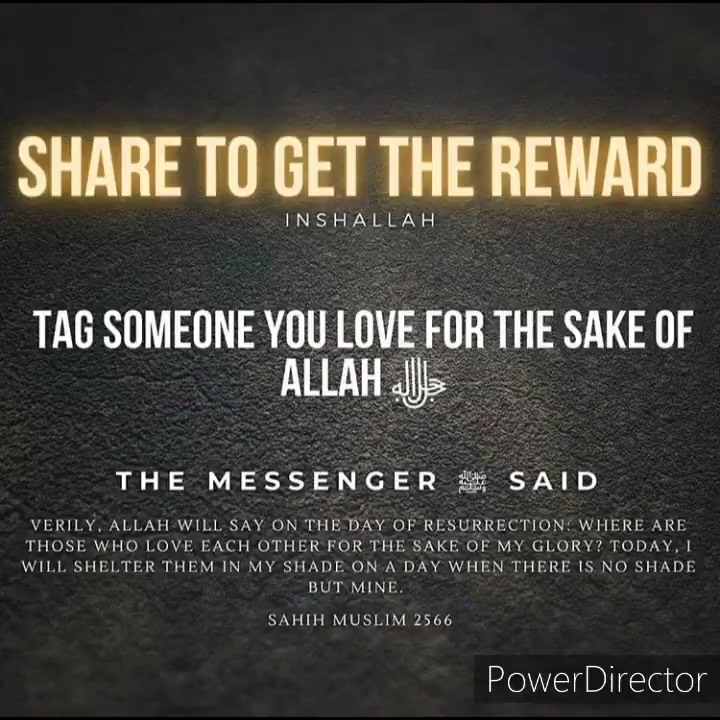 SHARE TO GET THE REWARD
INSHALLAH
TAG SOMEONE YOU LOVE FOR THE SAKE OF
ALLAH ﷻ
THE MESSENGER ﷺ SAID
VERILY, ALLAH WILL SAY ON THE DAY OF RESURRECTION: WHERE ARE
THOSE WHO LOVE EACH OTHER FOR THE SAKE OF MY GLORY? TODAY, I
WILL SHELTER THEM IN MY SHADE ON A DAY WHEN THERE IS NO SHADE
BUT MINE.
SAHIH MUSLIM 2566
PowerDirector